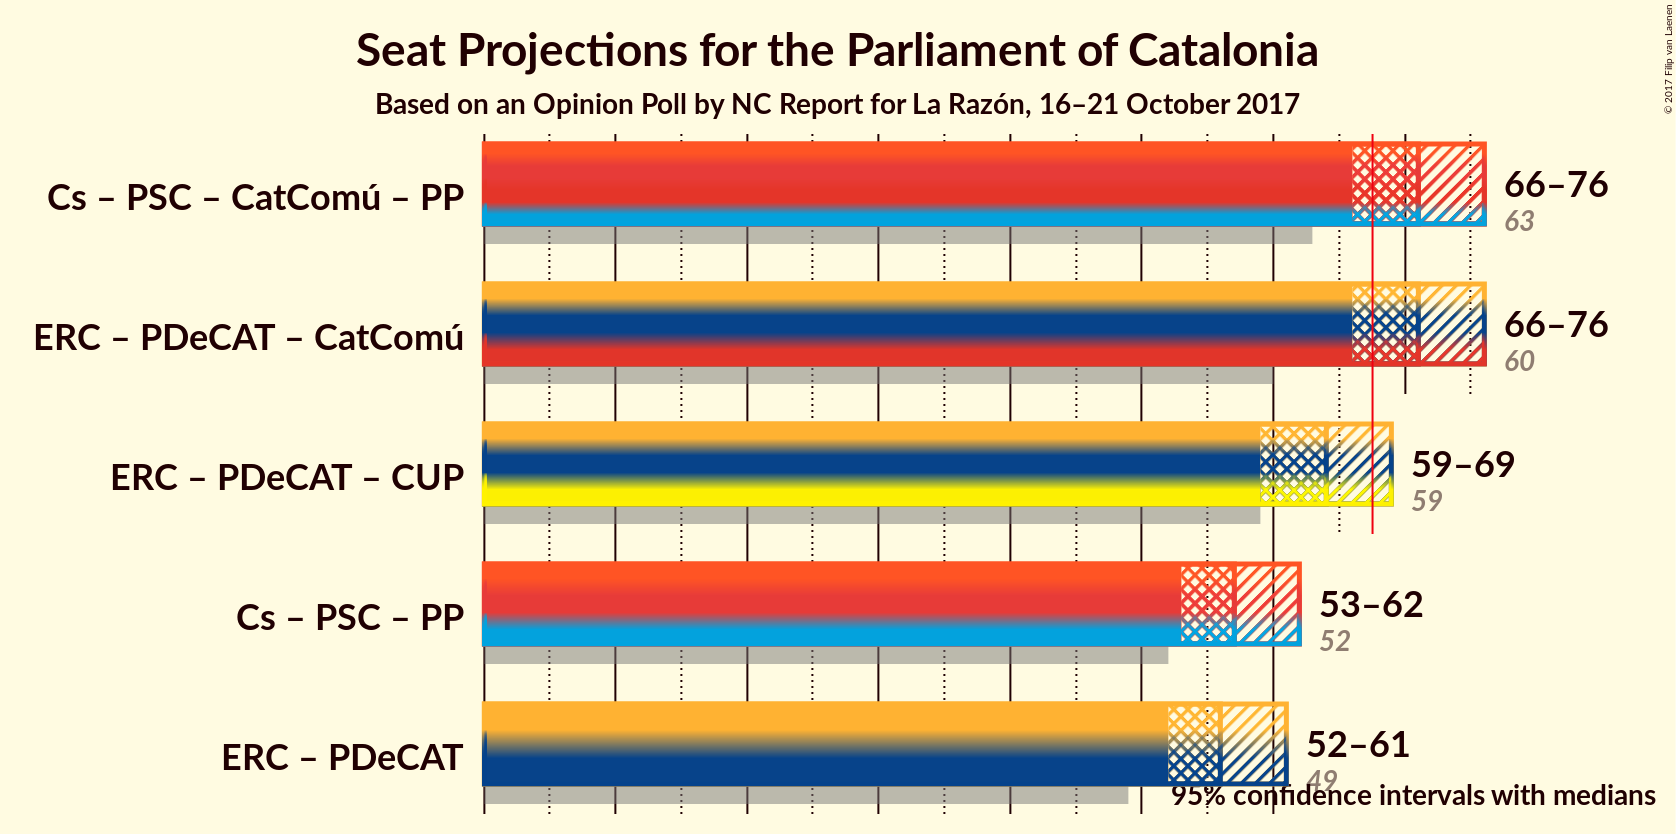 Seat Projections for the Parliament of Catalonia
Based on an Opinion Poll by NC Report for La Razón, 16–21 October 2017
© 2017 Filip van Laenen
Cs – PSC – CatComú – PP
66–76
63
ERC – PDeCAT – CatComú
66–76
60
ERC – PDeCAT – CUP
59–69
59
Cs – PSC – PP
53–62
52
ERC – PDeCAT
52–61
49
95% confidence intervals with medians